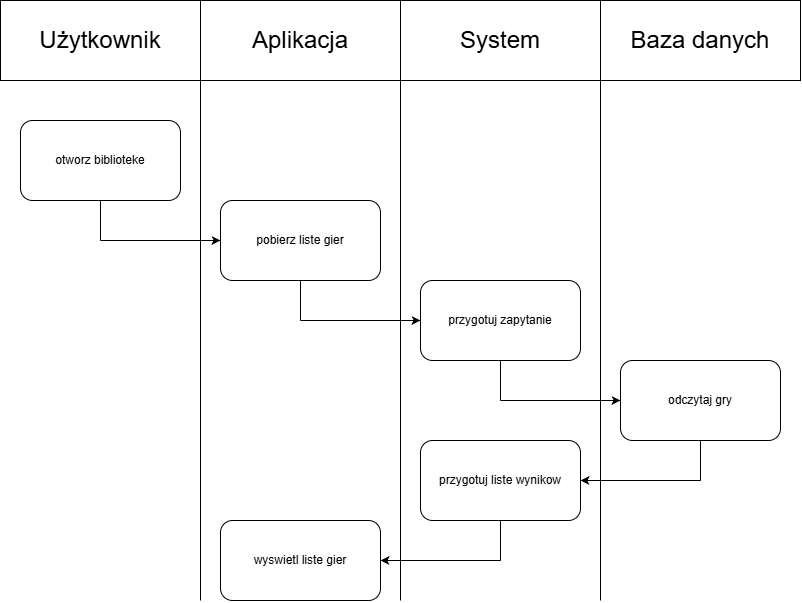 Użytkownik
Aplikacja
System
Baza danych
otworz biblioteke
pobierz liste gier
przygotuj zapytanie
odczytaj gry
przygotuj liste wynikow
wyswietl liste gier